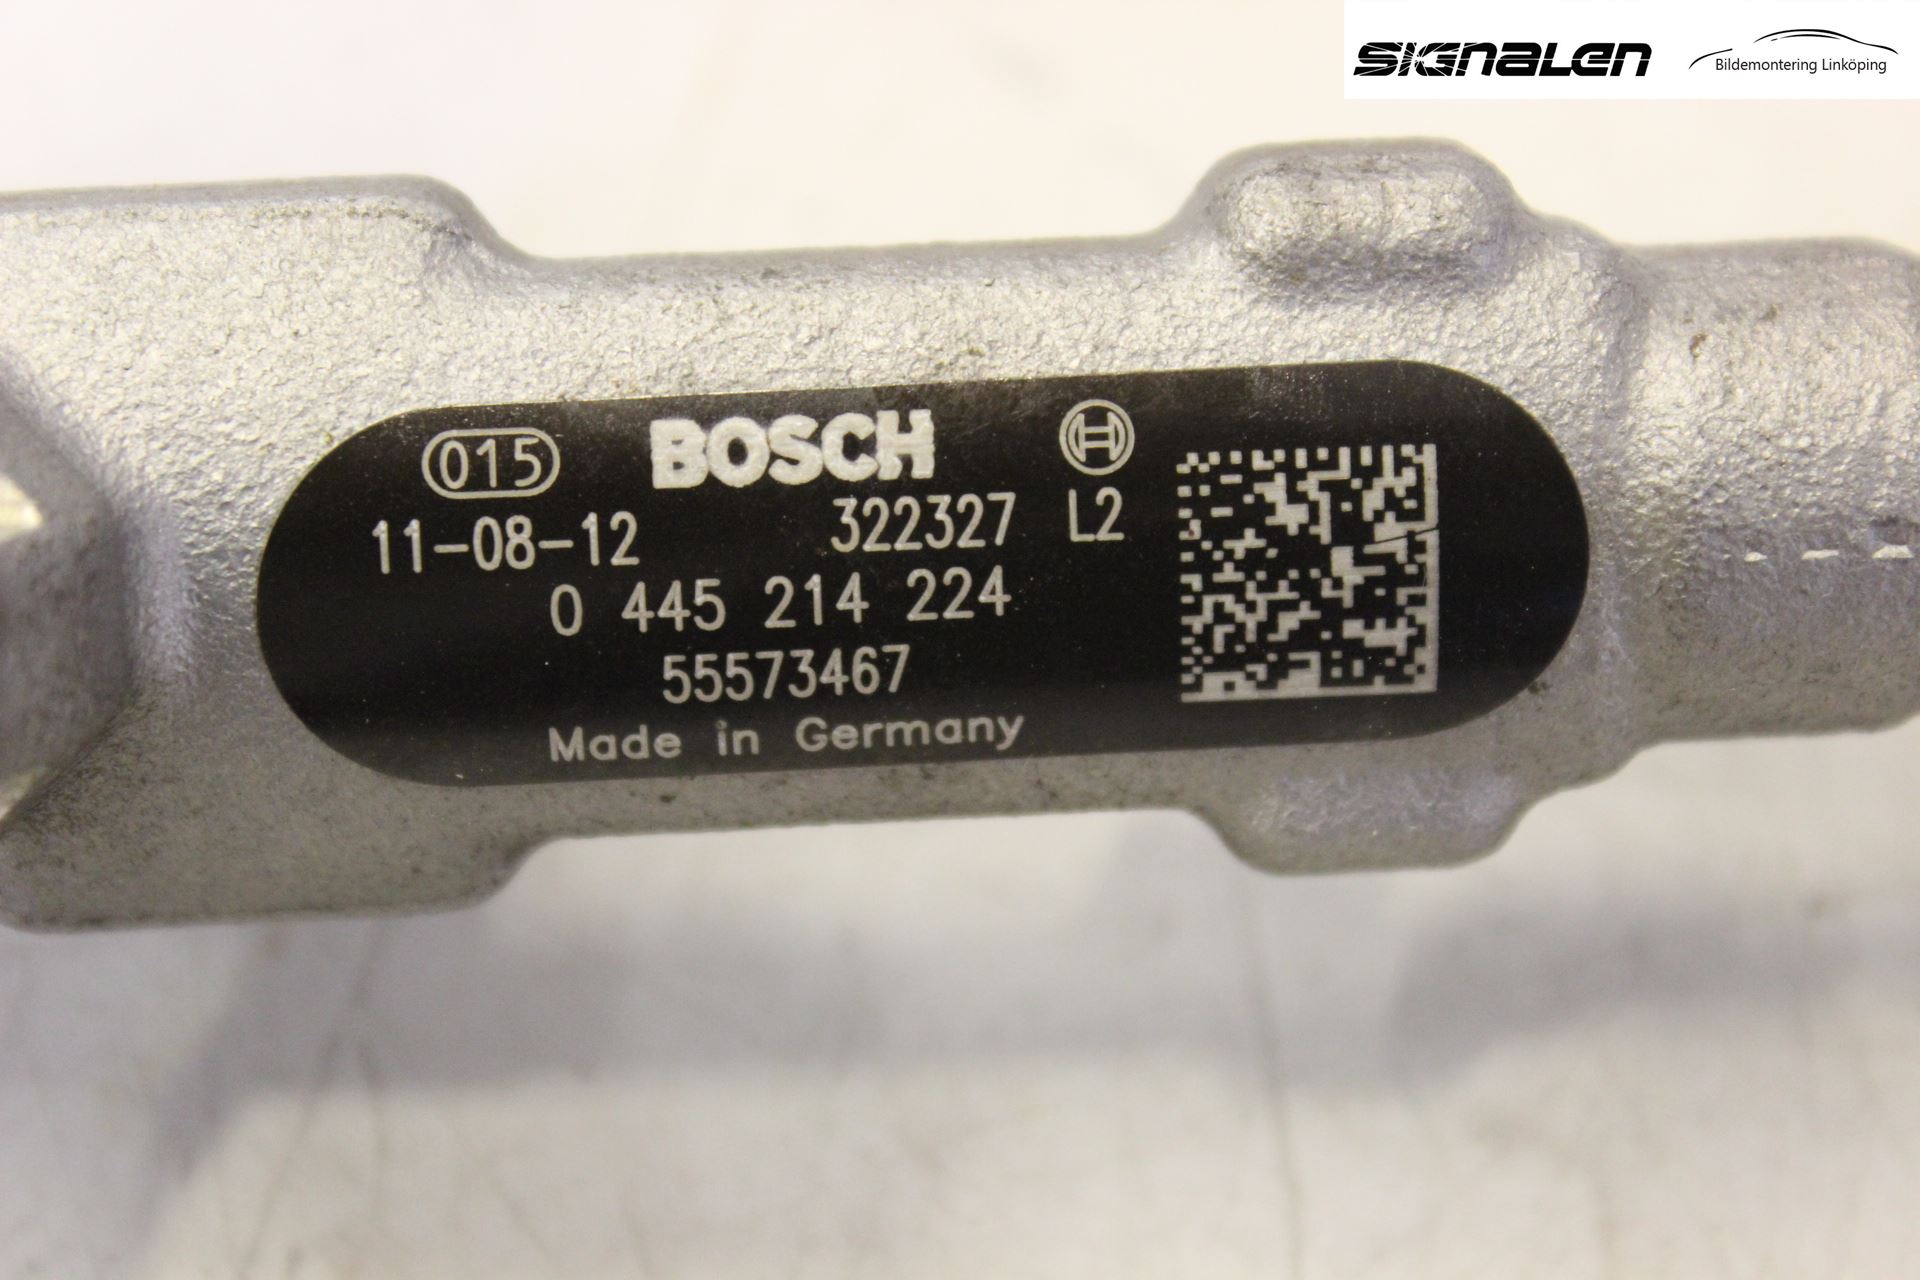 SIGNALEN
Bildemontering Linköping
015 BOSCH
11-08-12 322327 L2
0 445 214 224
55573467
Made in Germany